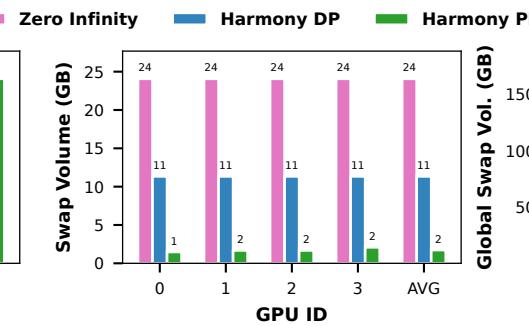 Zero Infinity Harmony DP Harmony P
Swap Volume (GB)
25
20
15
10
5
0
24 11 1
24 11 2
24 11 2
24 11 2
24 11 2
0 1 2 3 AVG
GPU ID
Global Swap Vol. (GB)
150
100
50